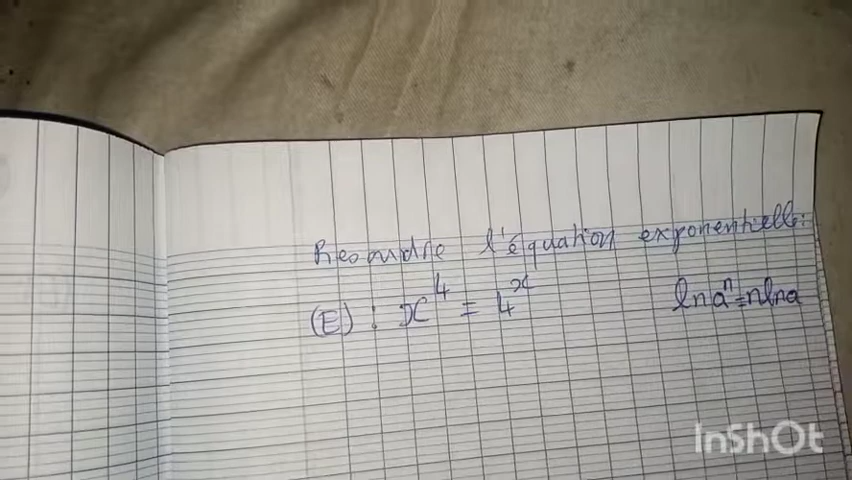 Resoudre l'équation exponentielle:
(E) : x⁴ = 4ˣ
ln aⁿ = n ln a
InShOt